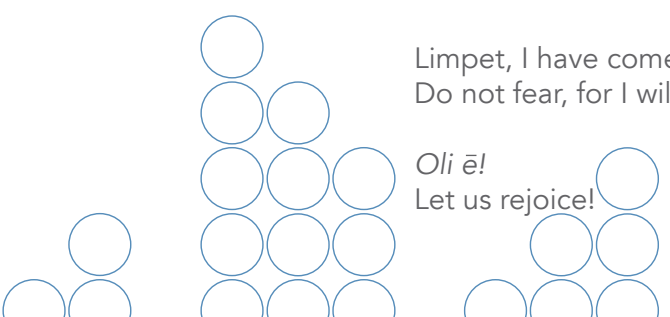 Limpet, I have come
Do not fear, for I wil
Oli ē!
Let us rejoice!